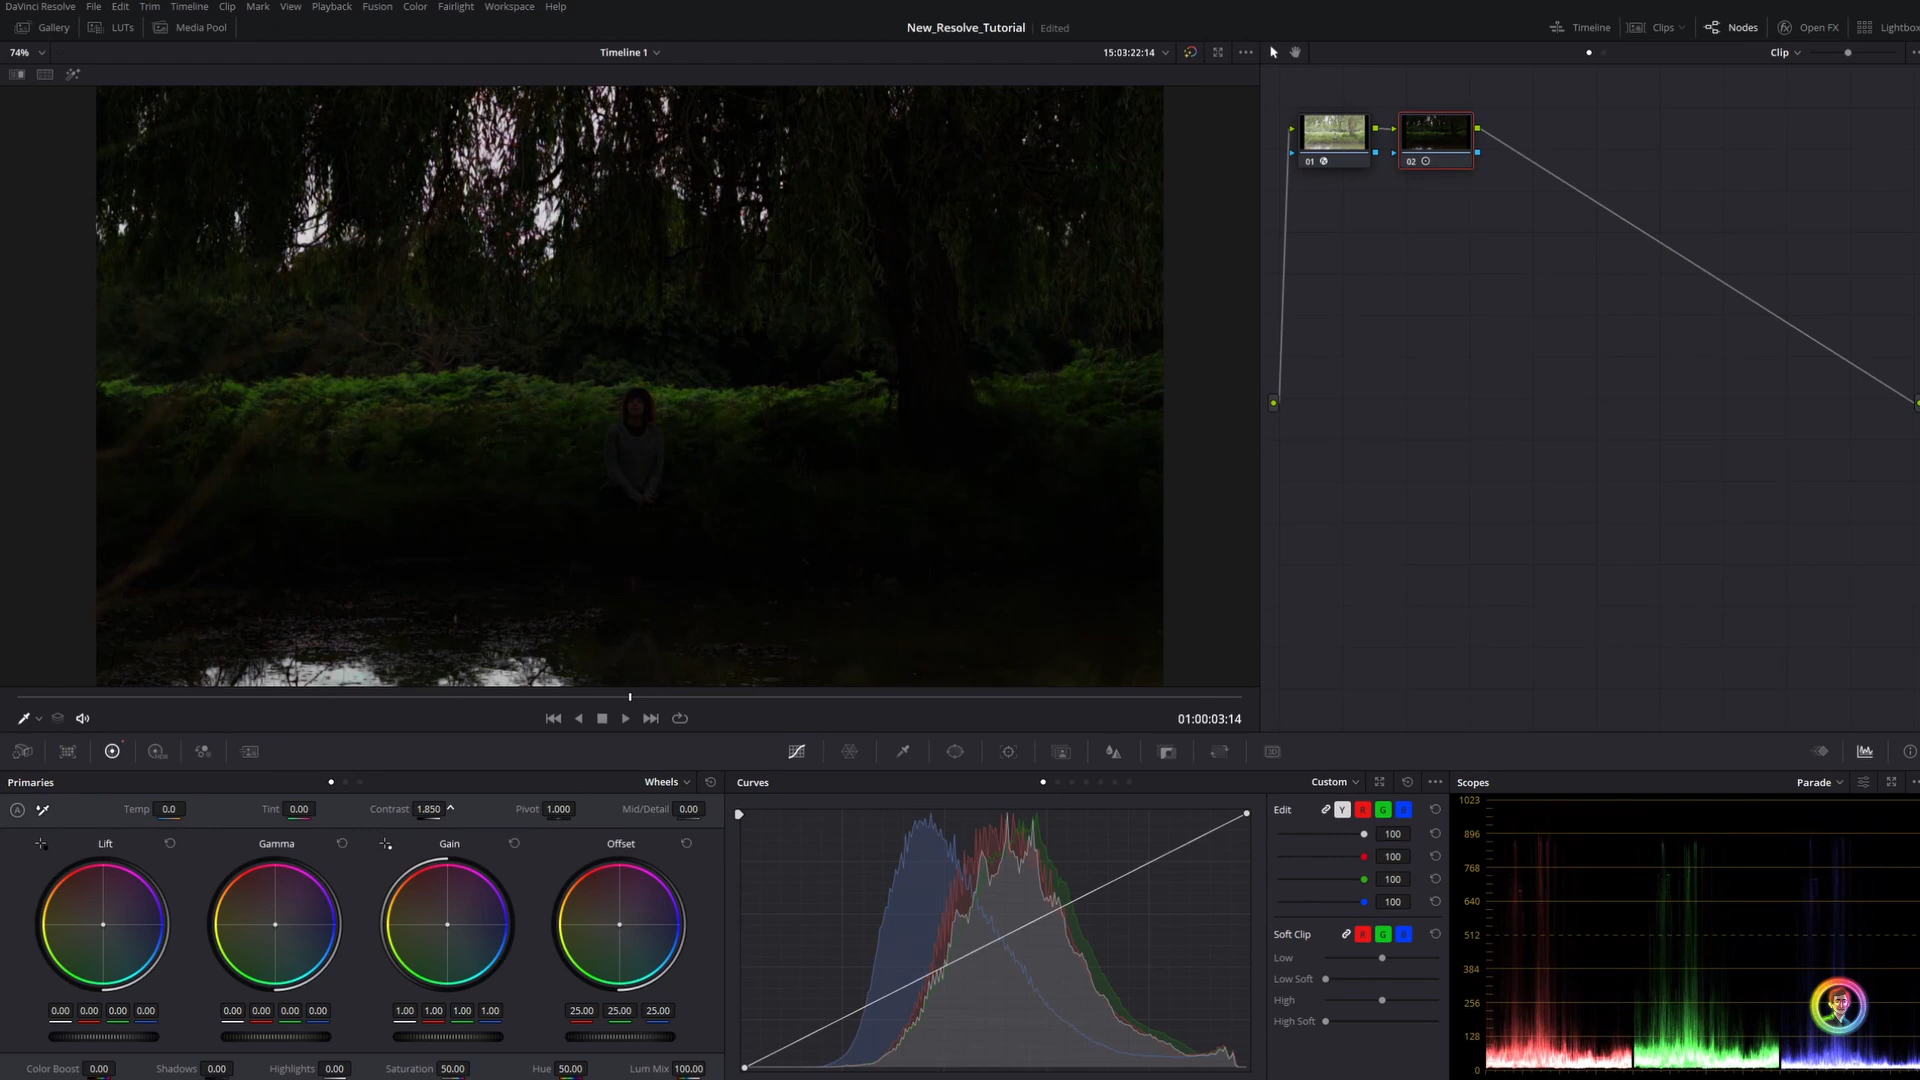 DaVinci Resolve File Edit Trim Timeline Clip Mark View Playback Fusion Color Fairlight Workspace Help
Gallery LUTs Media Pool New_Resolve_Tutorial Edited Timeline Clips Nodes Open FX Lightbox
74% Timeline 1 15:03:22:14 Clip
01 02
01:00:03:14
Primaries Wheels Curves Custom Scopes Parade
Temp 0.0 Tint 0.00 Contrast 1.850 Pivot 1.000 Mid/Detail 0.00
Lift Gamma Gain Offset
0.00 0.00 0.00 0.00 0.00 0.00 0.00 0.00 1.00 1.00 1.00 1.00 25.00 25.00 25.00
Color Boost 0.00 Shadows 0.00 Highlights 0.00 Saturation 50.00 Hue 50.00 Lum Mix 100.00
Edit Y R G B
100
100
100
100
Soft Clip R G B
Low
Low Soft
High
High Soft
1023
896
768
640
512
384
256
128
0